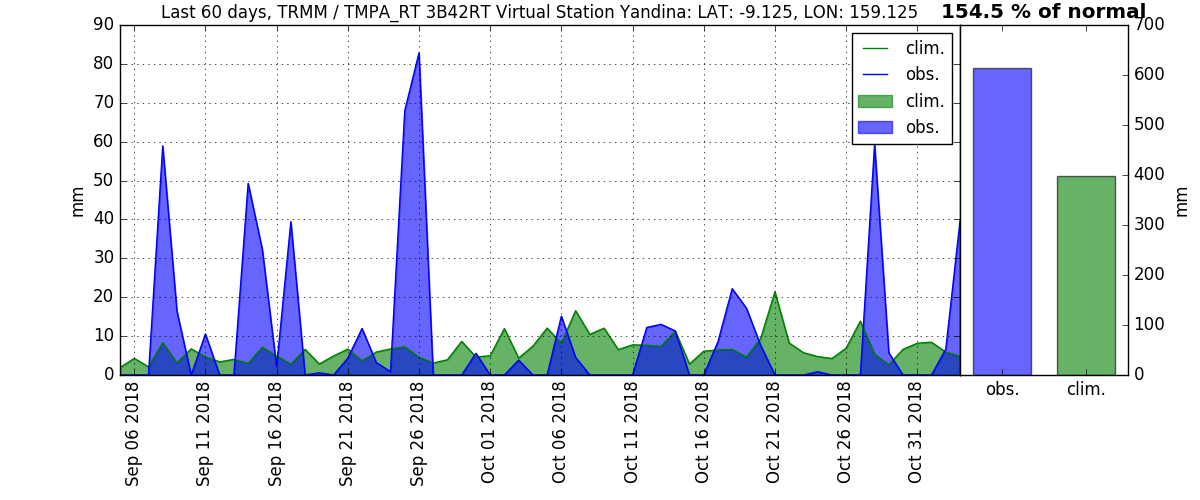 Last 60 days, TRMM / TMPA_RT 3B42RT Virtual Station Yandina: LAT: -9.125, LON: 159.125
154.5 % of normal
90
80
70
60
50
40
30
20
10
0
mm
clim.
obs.
clim.
obs.
700
600
500
400
300
200
100
0
mm
obs.
clim.
Sep 06 2018
Sep 11 2018
Sep 16 2018
Sep 21 2018
Sep 26 2018
Oct 01 2018
Oct 06 2018
Oct 11 2018
Oct 16 2018
Oct 21 2018
Oct 26 2018
Oct 31 2018